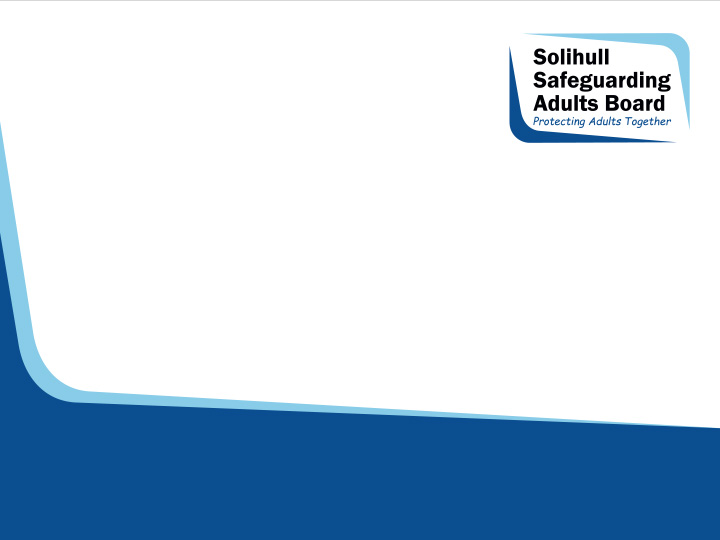 Solihull
Safeguarding
Adults Board
Protecting Adults Together